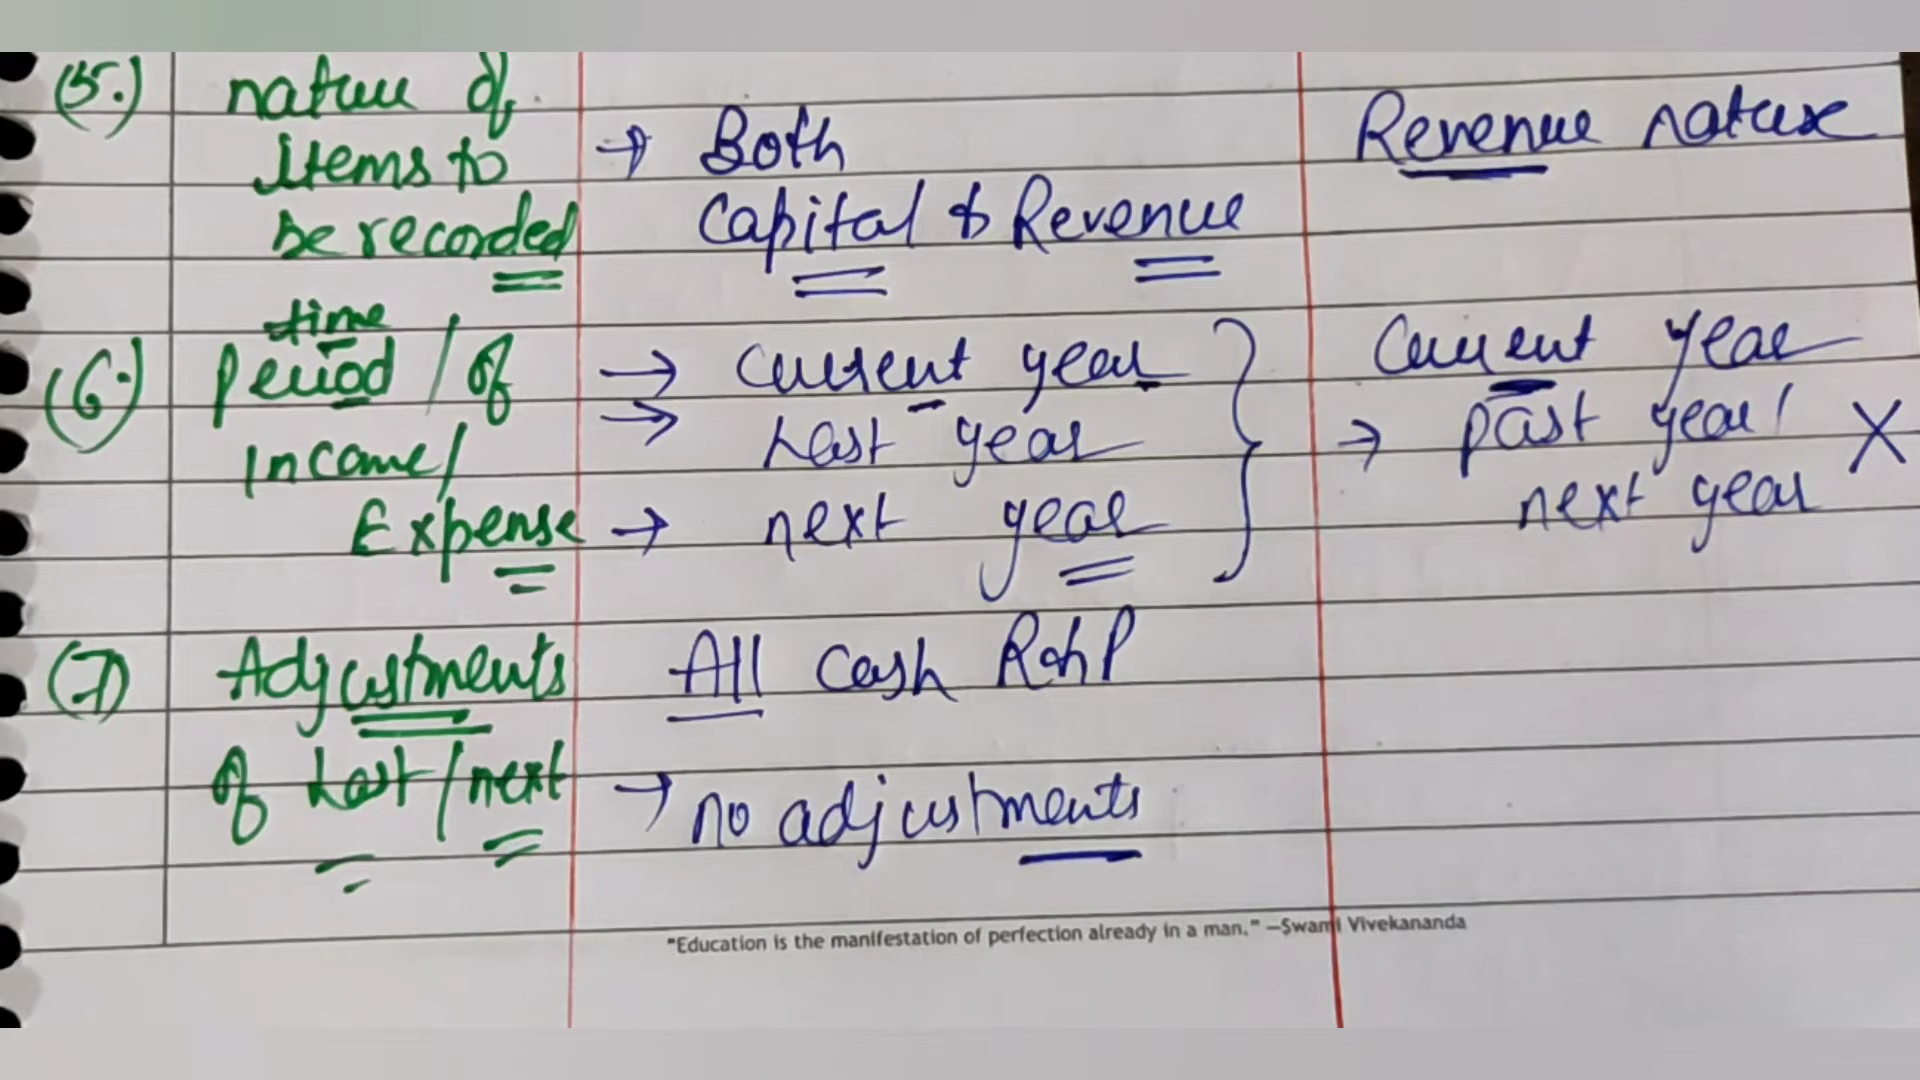 (5.) nature of
items to
be recorded
→ Both
Capital & Revenue
Revenue nature
(6.) time
Period / of
Income/
Expense
→ Current year
→ Last year
→ next year
Current year
→ past year/
next year X
(7) Adjustments
of Last/next
All Cash R & P
→ no adjustments
"Education is the manifestation of perfection already in a man." —Swami Vivekananda